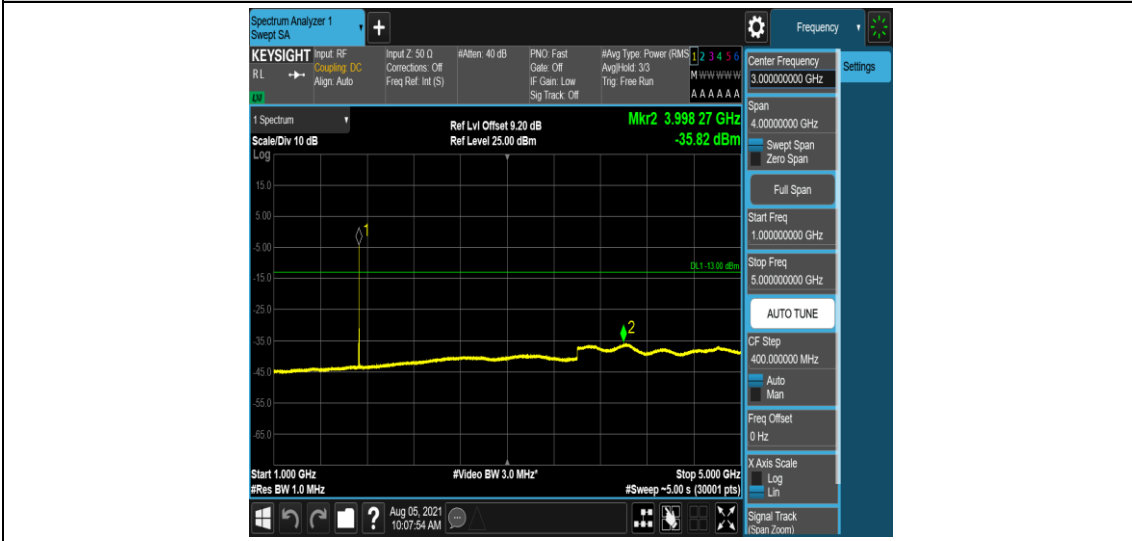 Spectrum Analyzer 1
Swept SA
+
Frequency
KEYSIGHT
RL
Input: RF
Coupling: DC
Align: Auto
Input Z: 50 Ω
Corrections: Off
Freq Ref: Int (S)
#Atten: 40 dB
PNO: Fast
Gate: Off
IF Gain: Low
Sig Track: Off
#Avg Type: Power (RMS
Avg|Hold: 3/3
Trig: Free Run
1 2 3 4 5 6
M W W W W W
A A A A A A
1 Spectrum
Scale/Div 10 dB
Log
Ref Lvl Offset 9.20 dB
Ref Level 25.00 dBm
Mkr2 3.998 27 GHz
-35.82 dBm
15.0
5.00
-5.00
-15.0
-25.0
-35.0
-45.0
-55.0
-65.0
1
DL1 -13.00 dBm
2
Start 1.000 GHz
#Res BW 1.0 MHz
#Video BW 3.0 MHz*
Stop 5.000 GHz
#Sweep ~5.00 s (30001 pts)
?
Aug 05, 2021
10:07:54 AM
Center Frequency
3.000000000 GHz
Settings
Span
4.00000000 GHz
Swept Span
Zero Span
Full Span
Start Freq
1.000000000 GHz
Stop Freq
5.000000000 GHz
AUTO TUNE
CF Step
400.000000 MHz
Auto
Man
Freq Offset
0 Hz
X Axis Scale
Log
Lin
Signal Track
(Span Zoom)